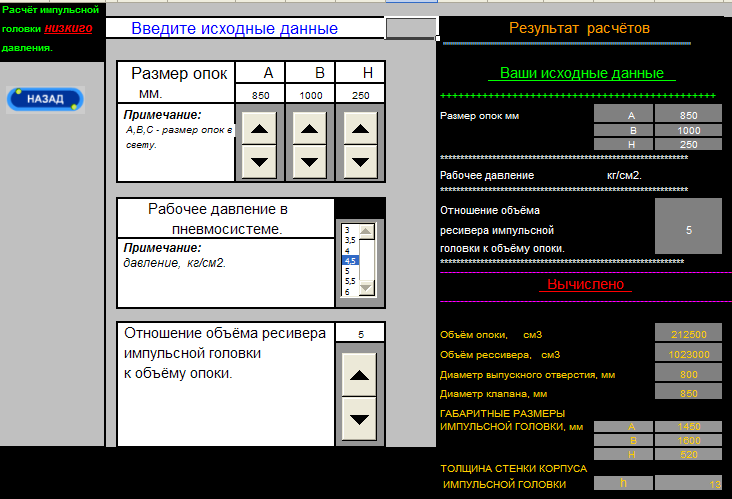 Расчёт импульсной
головки низкиго
давления.
НАЗАД
Введите исходные данные
Размер опок A B H
мм. 850 1000 250
Примечание:
А,В,С - размер опок в
свету.
Рабочее давление в
пневмосистеме.
Примечание:
давление, кг/см2.
3
3,5
4
4,5
5
5,5
6
Отношение объёма ресивера 5
импульсной головки
к объёму опоки.
Результат расчётов
Ваши исходные данные
++++++++++++++++++++++++++++++++++++++++++++++
Размер опок мм A 850
B 1000
H 250
Рабочее давление кг/см2.
Отношение объёма
ресивера импульсной 5
головки к объёму опоки.
Вычислено
Объём опоки, см3 212500
Объём рессивера, см3 1023000
Диаметр выпускного отверстия, мм 800
Диаметр клапана, мм 850
ГАБАРИТНЫЕ РАЗМЕРЫ
ИМПУЛЬСНОЙ ГОЛОВКИ, мм A 1450
B 1600
H 520
ТОЛЩИНА СТЕНКИ КОРПУСА
ИМПУЛЬСНОЙ ГОЛОВКИ h 13